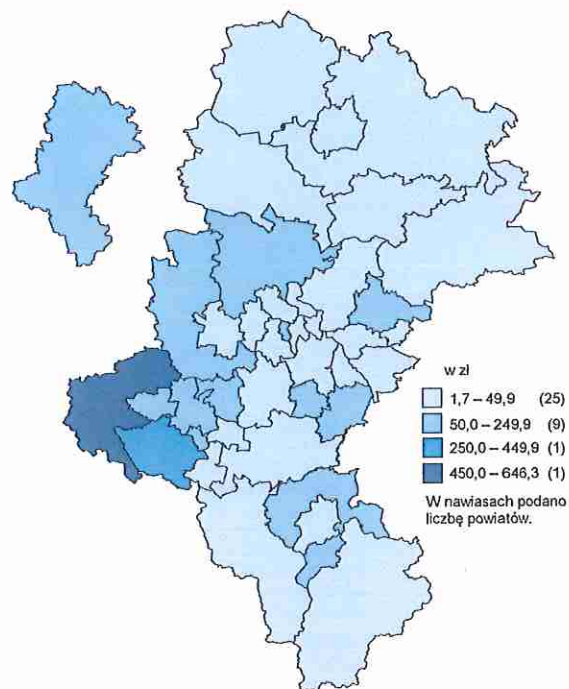 w zł
1,7 – 49,9 (25)
50,0 – 249,9 (9)
250,0 – 449,9 (1)
450,0 – 646,3 (1)
W nawiasach podano
liczbę powiatów.